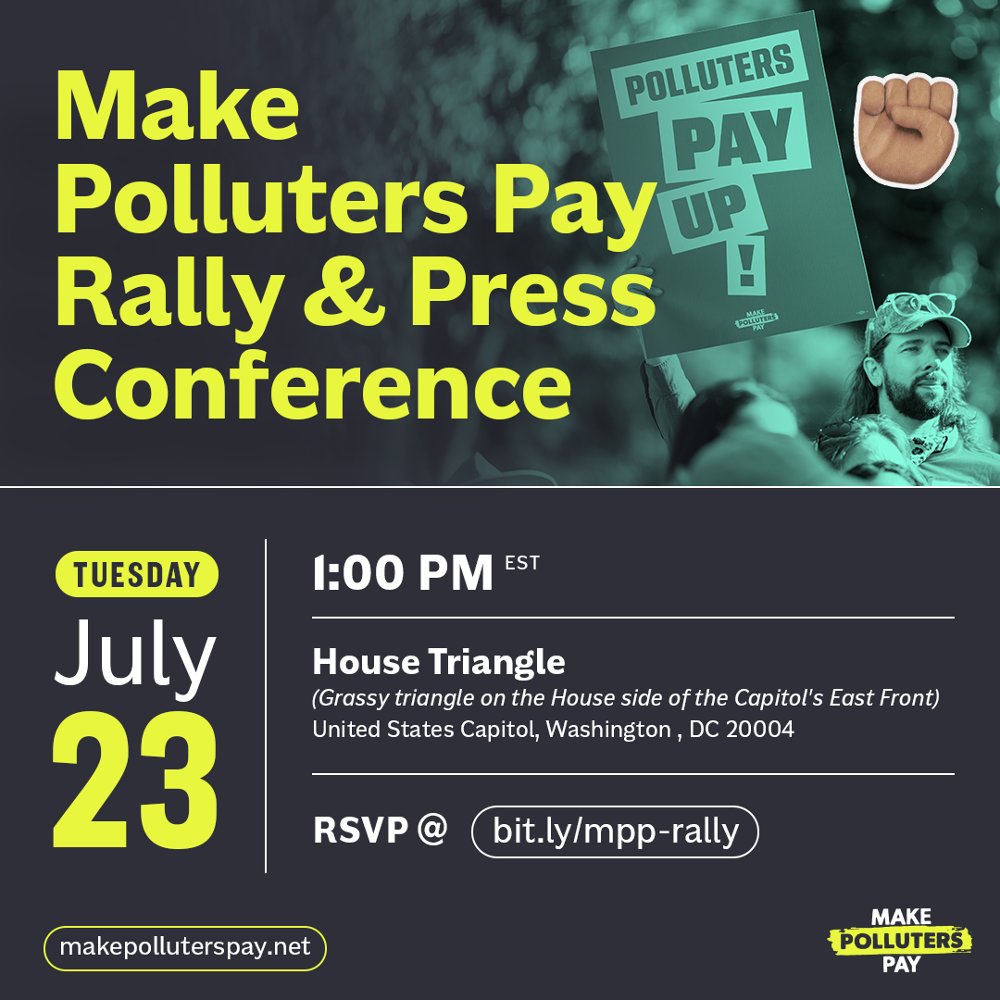 Make
Polluters Pay
Rally & Press
Conference
POLLUTERS
PAY
UP
!
MAKE
POLLUTERS
PAY
TUESDAY
July
23
1:00 PM EST
House Triangle
(Grassy triangle on the House side of the Capitol's East Front)
United States Capitol, Washington , DC 20004
RSVP @ bit.ly/mpp-rally
makepolluterspay.net
MAKE
POLLUTERS
PAY